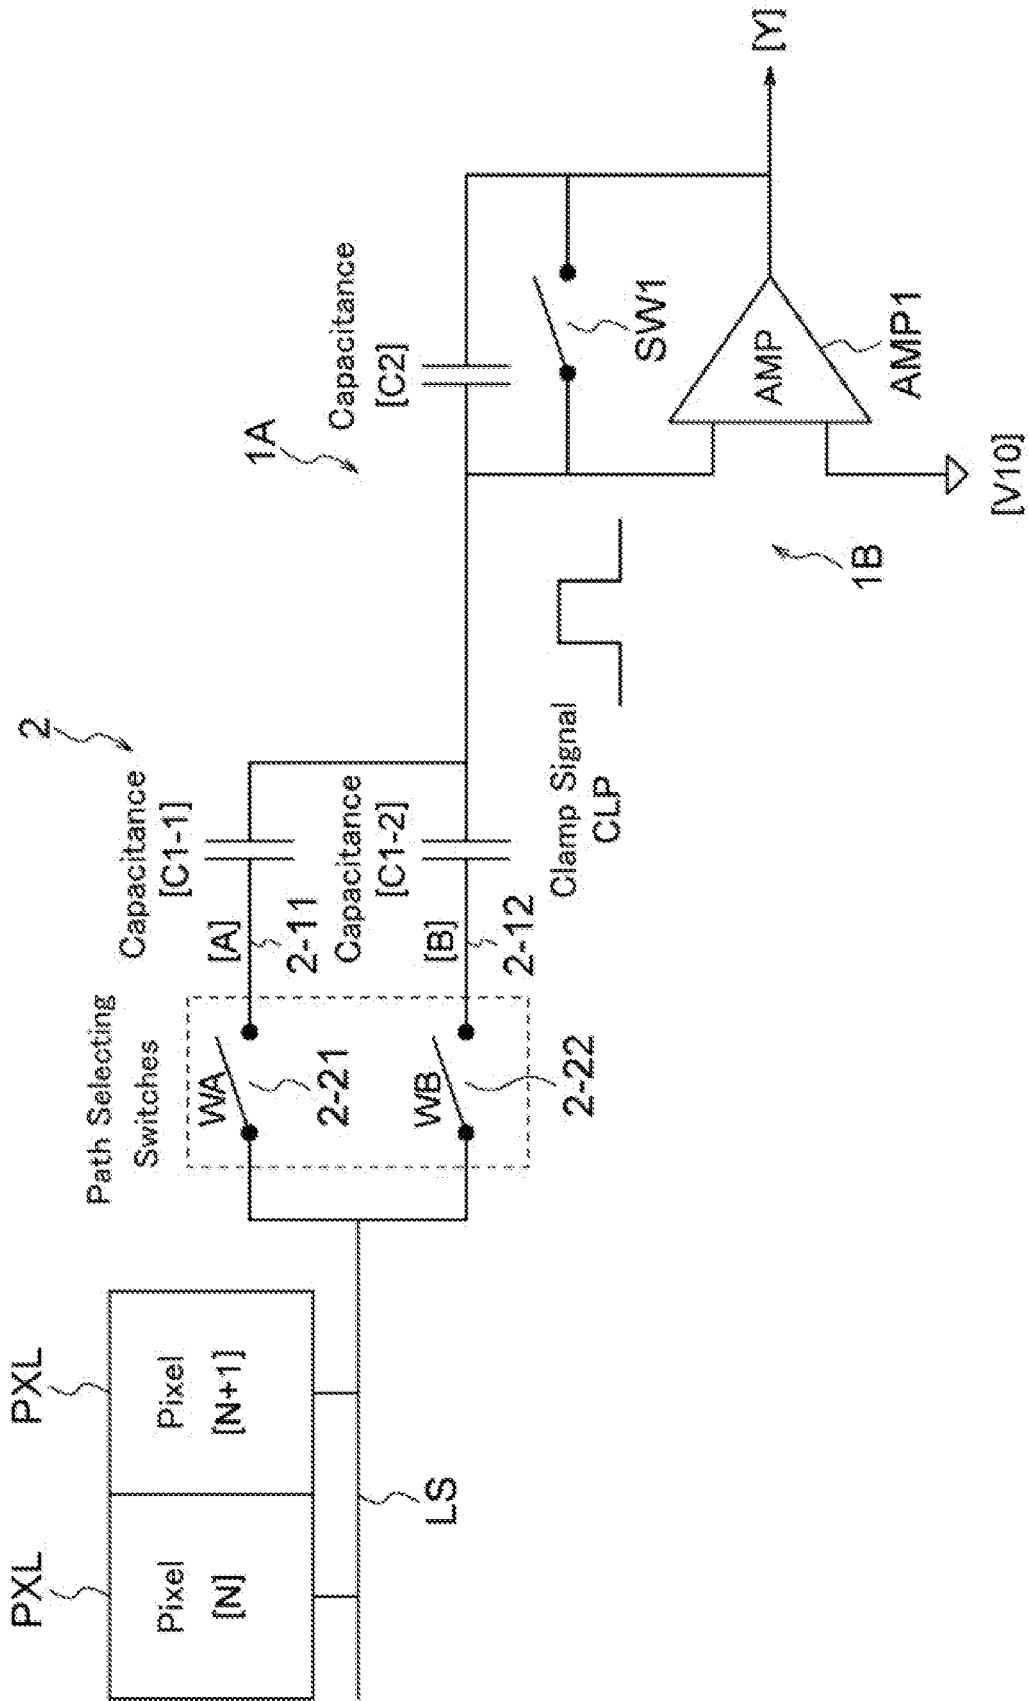 PXL
PXL
Pixel
[N]
Pixel
[N+1]
LS
Path Selecting
Switches
WA
2-21
WB
2-22
2
Capacitance
[C1-1]
[A]
2-11
Capacitance
[C1-2]
[B]
2-12
Clamp Signal
CLP
1A
Capacitance
[C2]
SW1
AMP
AMP1
1B
[V10]
[Y]